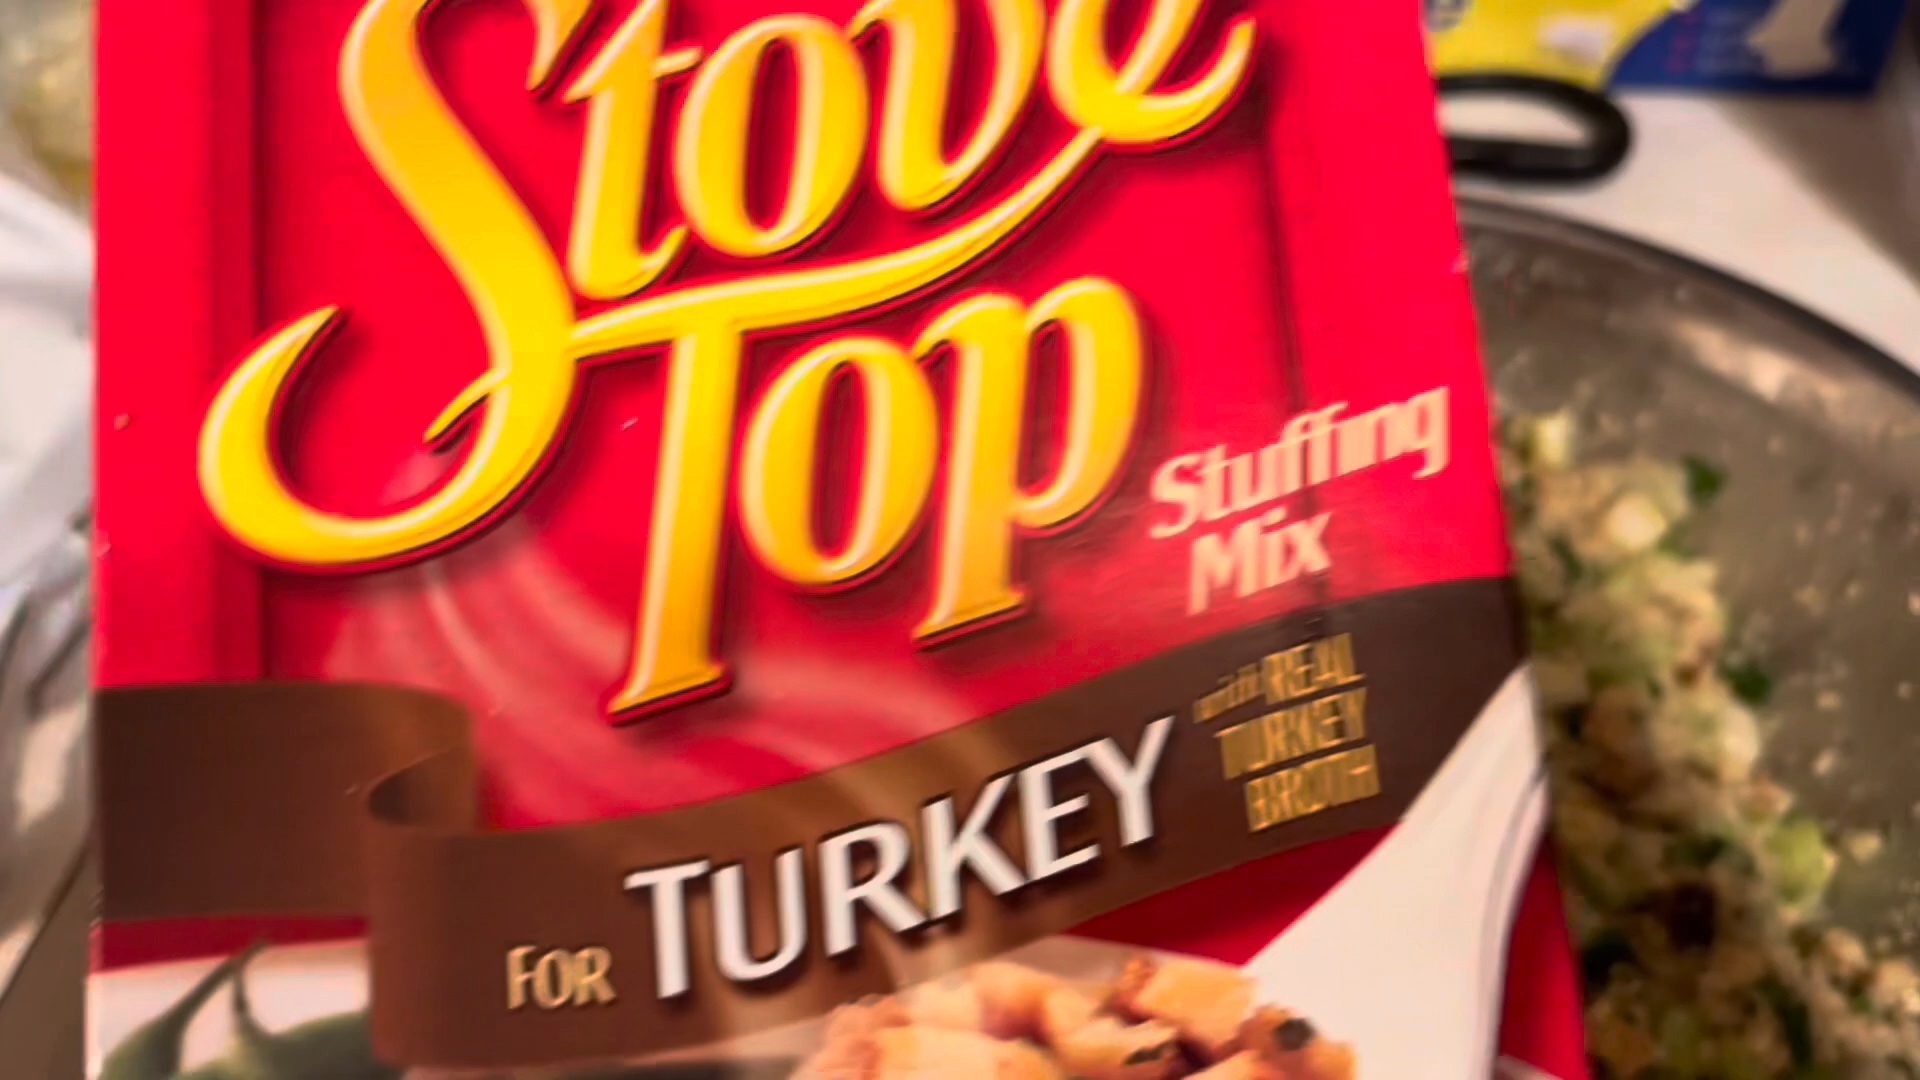 Stove
Top
Stuffing
Mix
with REAL
TURKEY
BROTH
FOR TURKEY